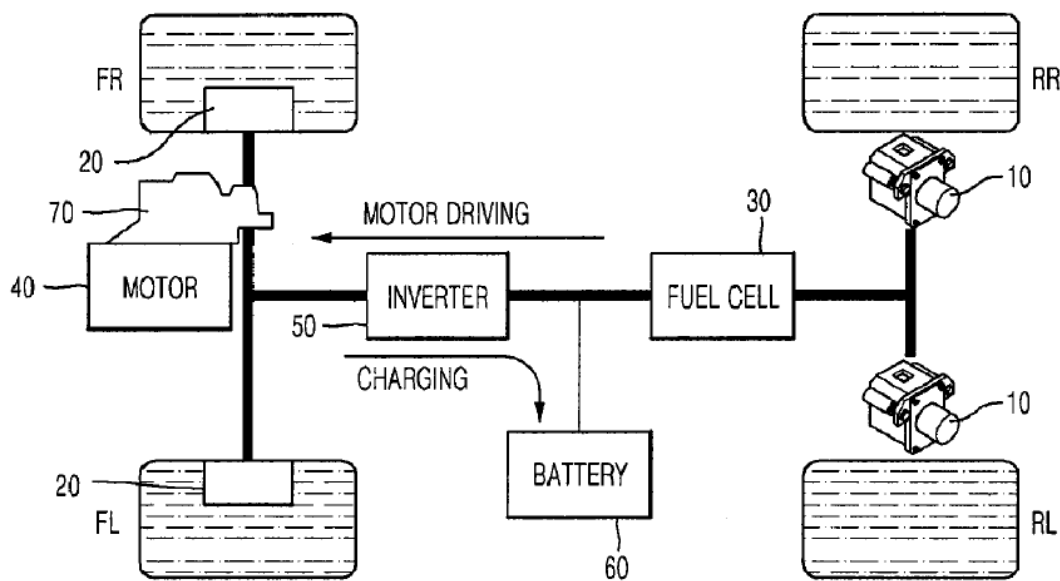 FR
RR
20
10
70
MOTOR DRIVING
30
40
MOTOR
INVERTER
FUEL CELL
50
CHARGING
10
20
BATTERY
FL
RL
60